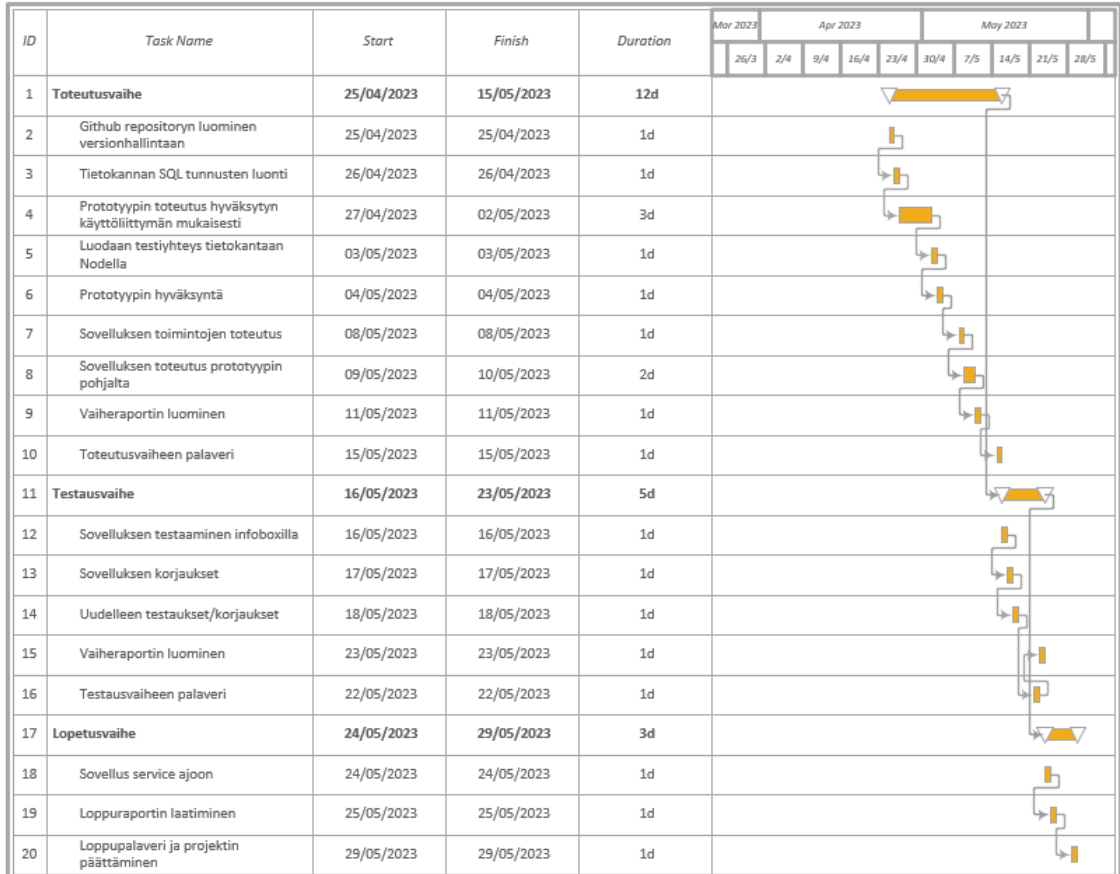 ID Task Name Start Finish Duration Mar 2023 Apr 2023 May 2023
26/3 2/4 9/4 16/4 23/4 30/4 7/5 14/5 21/5 28/5
1 Toteutusvaihe 25/04/2023 15/05/2023 12d
2 Github repositoryn luominen
versionhallintaan 25/04/2023 25/04/2023 1d
3 Tietokannan SQL tunnusten luonti 26/04/2023 26/04/2023 1d
4 Prototyypin toteutus hyväksytyn
käyttöliittymän mukaisesti 27/04/2023 02/05/2023 3d
5 Luodaan testiyhteys tietokantaan
Nodella 03/05/2023 03/05/2023 1d
6 Prototyypin hyväksyntä 04/05/2023 04/05/2023 1d
7 Sovelluksen toimintojen toteutus 08/05/2023 08/05/2023 1d
8 Sovelluksen toteutus prototyypin
pohjalta 09/05/2023 10/05/2023 2d
9 Vaiheraportin luominen 11/05/2023 11/05/2023 1d
10 Toteutusvaiheen palaveri 15/05/2023 15/05/2023 1d
11 Testausvaihe 16/05/2023 23/05/2023 5d
12 Sovelluksen testaaminen infoboxilla 16/05/2023 16/05/2023 1d
13 Sovelluksen korjaukset 17/05/2023 17/05/2023 1d
14 Uudelleen testaukset/korjaukset 18/05/2023 18/05/2023 1d
15 Vaiheraportin luominen 23/05/2023 23/05/2023 1d
16 Testausvaiheen palaveri 22/05/2023 22/05/2023 1d
17 Lopetusvaihe 24/05/2023 29/05/2023 3d
18 Sovellus service ajoon 24/05/2023 24/05/2023 1d
19 Loppuraportin laatiminen 25/05/2023 25/05/2023 1d
20 Loppupalaveri ja projektin
päättäminen 29/05/2023 29/05/2023 1d